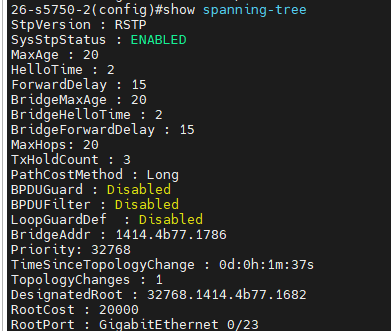 26-s5750-2(config)#show spanning-tree
StpVersion : RSTP
SysStpStatus : ENABLED
MaxAge : 20
HelloTime : 2
ForwardDelay : 15
BridgeMaxAge : 20
BridgeHelloTime : 2
BridgeForwardDelay : 15
MaxHops: 20
TxHoldCount : 3
PathCostMethod : Long
BPDUGuard : Disabled
BPDUFilter : Disabled
LoopGuardDef  : Disabled
BridgeAddr : 1414.4b77.1786
Priority: 32768
TimeSinceTopologyChange : 0d:0h:1m:37s
TopologyChanges : 1
DesignatedRoot : 32768.1414.4b77.1682
RootCost : 20000
RootPort : GigabitEthernet 0/23